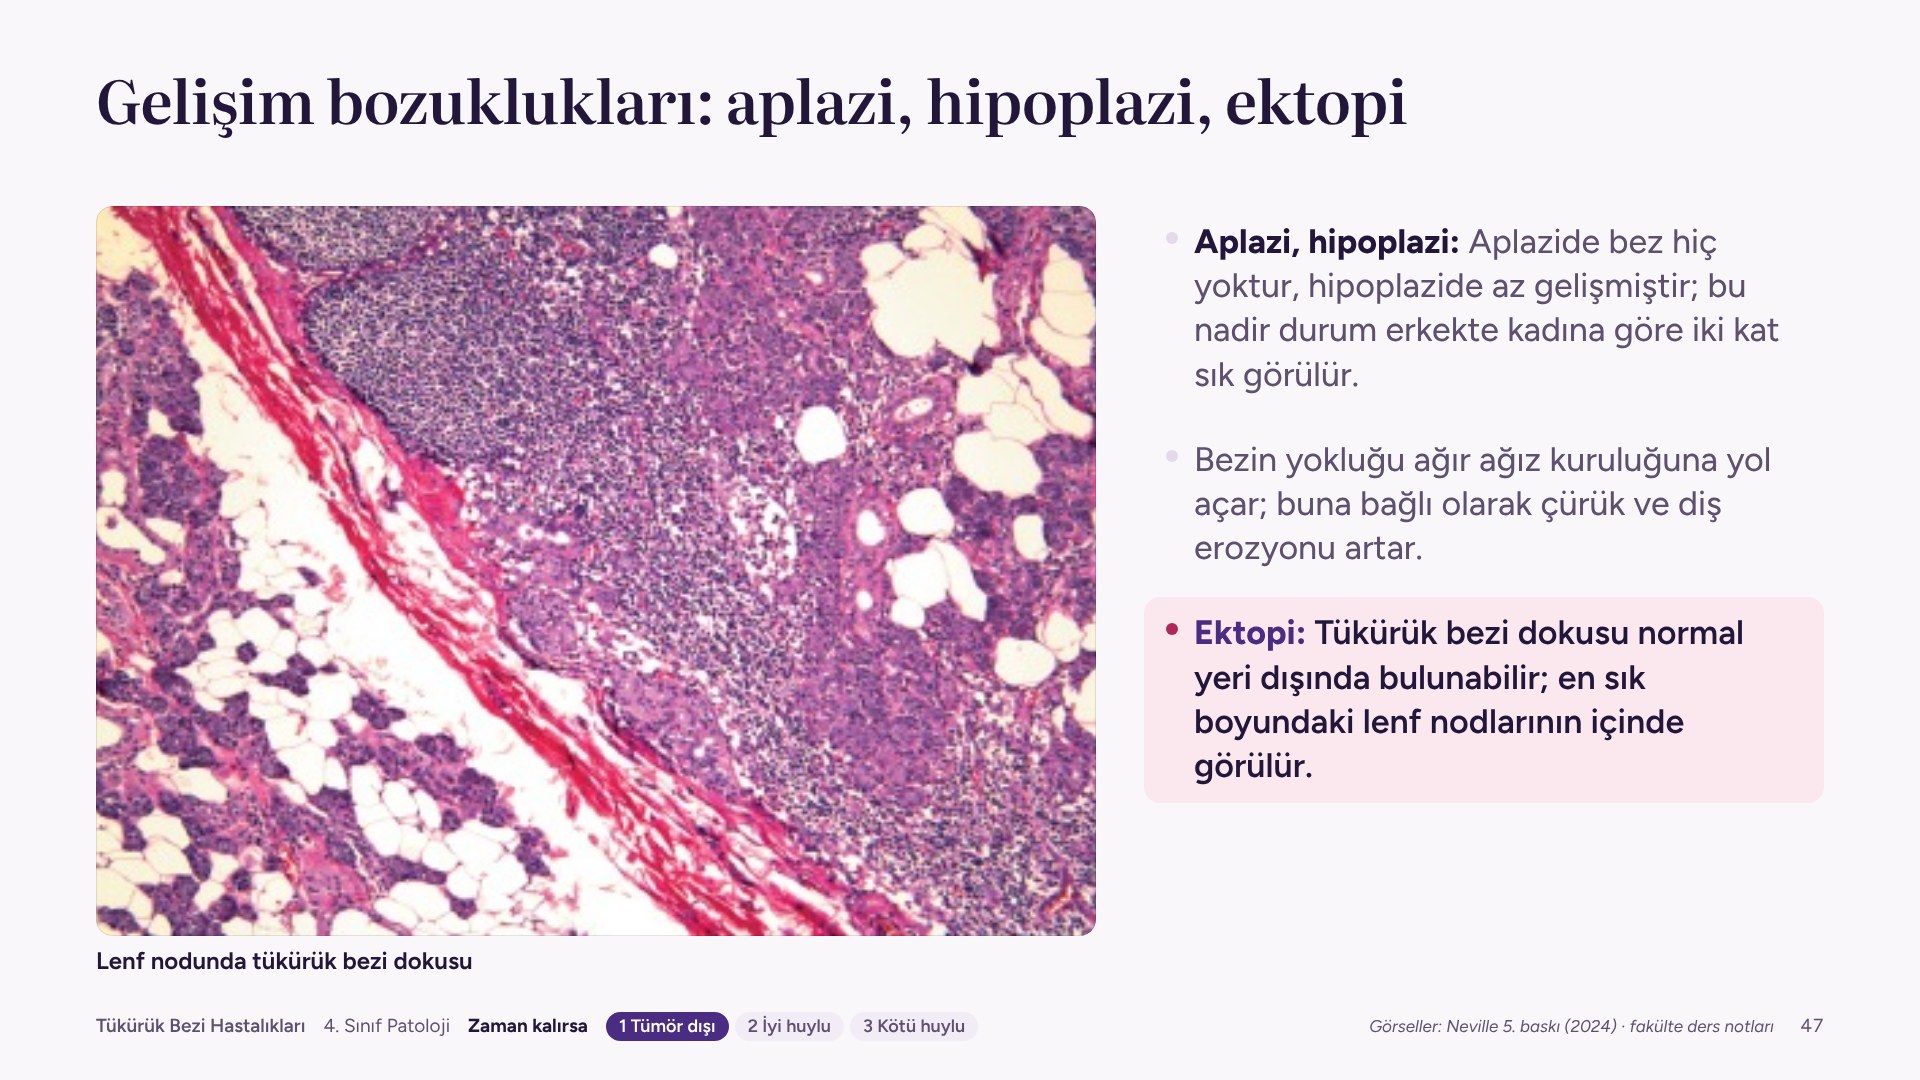 Gelişim bozuklukları: aplazi, hipoplazi, ektopi
Aplazi, hipoplazi: Aplazide bez hiç
yoktur, hipoplazide az gelişmiştir; bu
nadir durum erkekte kadına göre iki kat
sık görülür.
Bezin yokluğu ağır ağız kuruluğuna yol
açar; buna bağlı olarak çürük ve diş
erozyonu artar.
Ektopi: Tükürük bezi dokusu normal
yeri dışında bulunabilir; en sık
boyundaki lenf nodlarının içinde
görülür.
Lenf nodunda tükürük bezi dokusu
Tükürük Bezi Hastalıkları 4. Sınıf Patoloji Zaman kalırsa 1 Tümör dışı 2 İyi huylu 3 Kötü huylu Görseller: Neville 5. baskı (2024) · fakülte ders notları 47